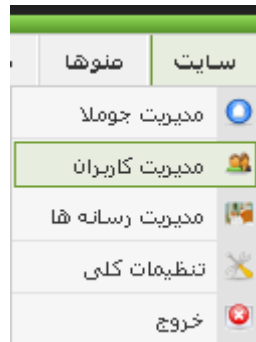 سایت منوها
مدیریت جوملا
مدیریت کاربران
مدیریت رسانه ها
تنظیمات کلی
خروج